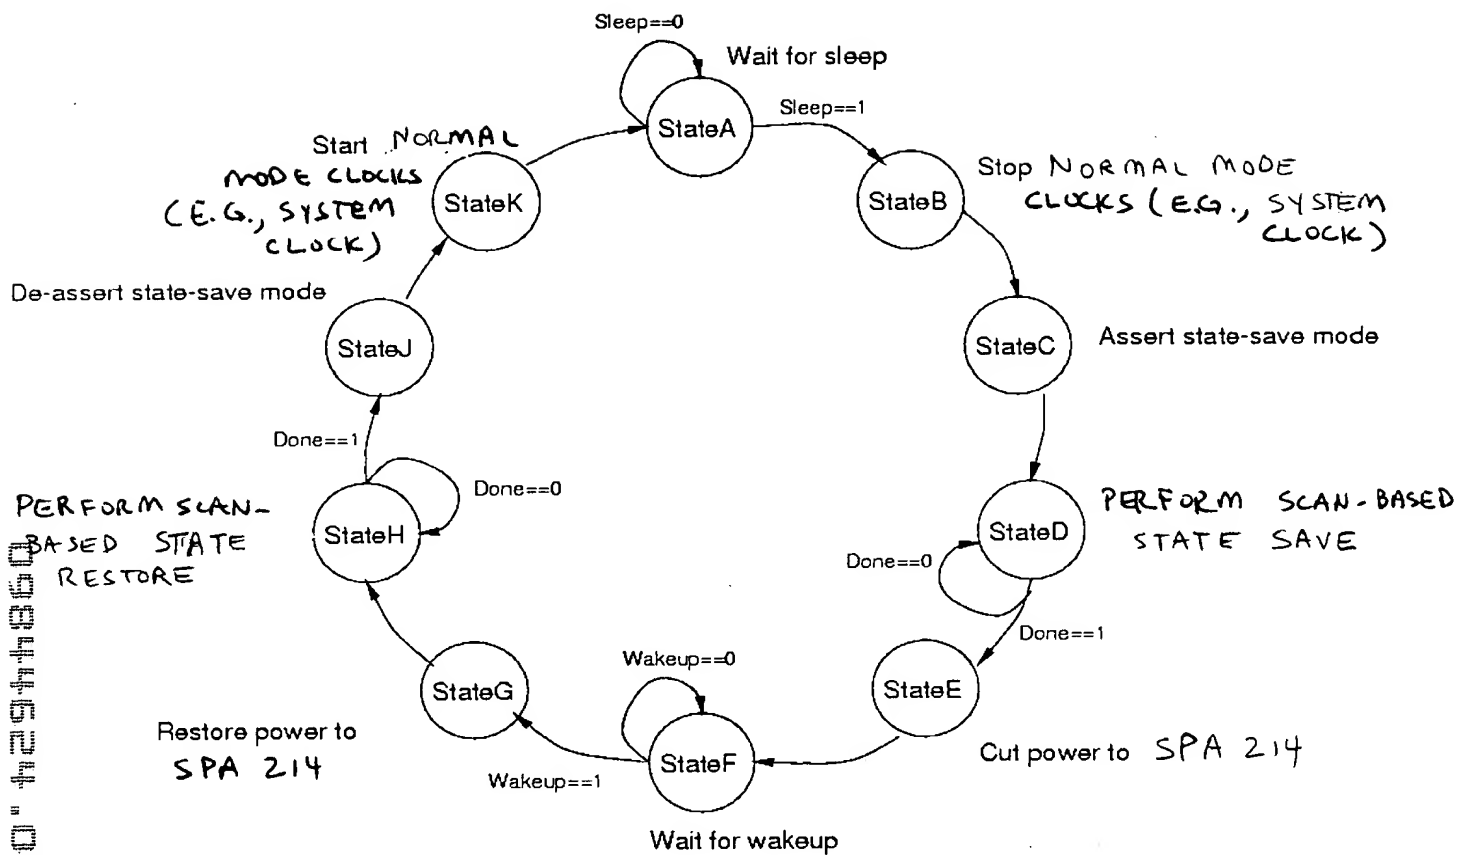 Sleep==0
Wait for sleep
StateA
Sleep==1
Start NORMAL
MODE CLOCKS
(E.G., SYSTEM
CLOCK)
StateK
StateB
Stop NORMAL MODE
CLOCKS (E.G., SYSTEM
CLOCK)
De-assert state-save mode
StateJ
StateC
Assert state-save mode
Done==1
Done==0
PERFORM SCAN-
BASED STATE
RESTORE
StateH
StateD
PERFORM SCAN-BASED
STATE SAVE
Done==0
Done==1
Wakeup==0
StateG
StateE
Restore power to
SPA 214
Wakeup==1
StateF
Cut power to SPA 214
Wait for wakeup
09844624.0